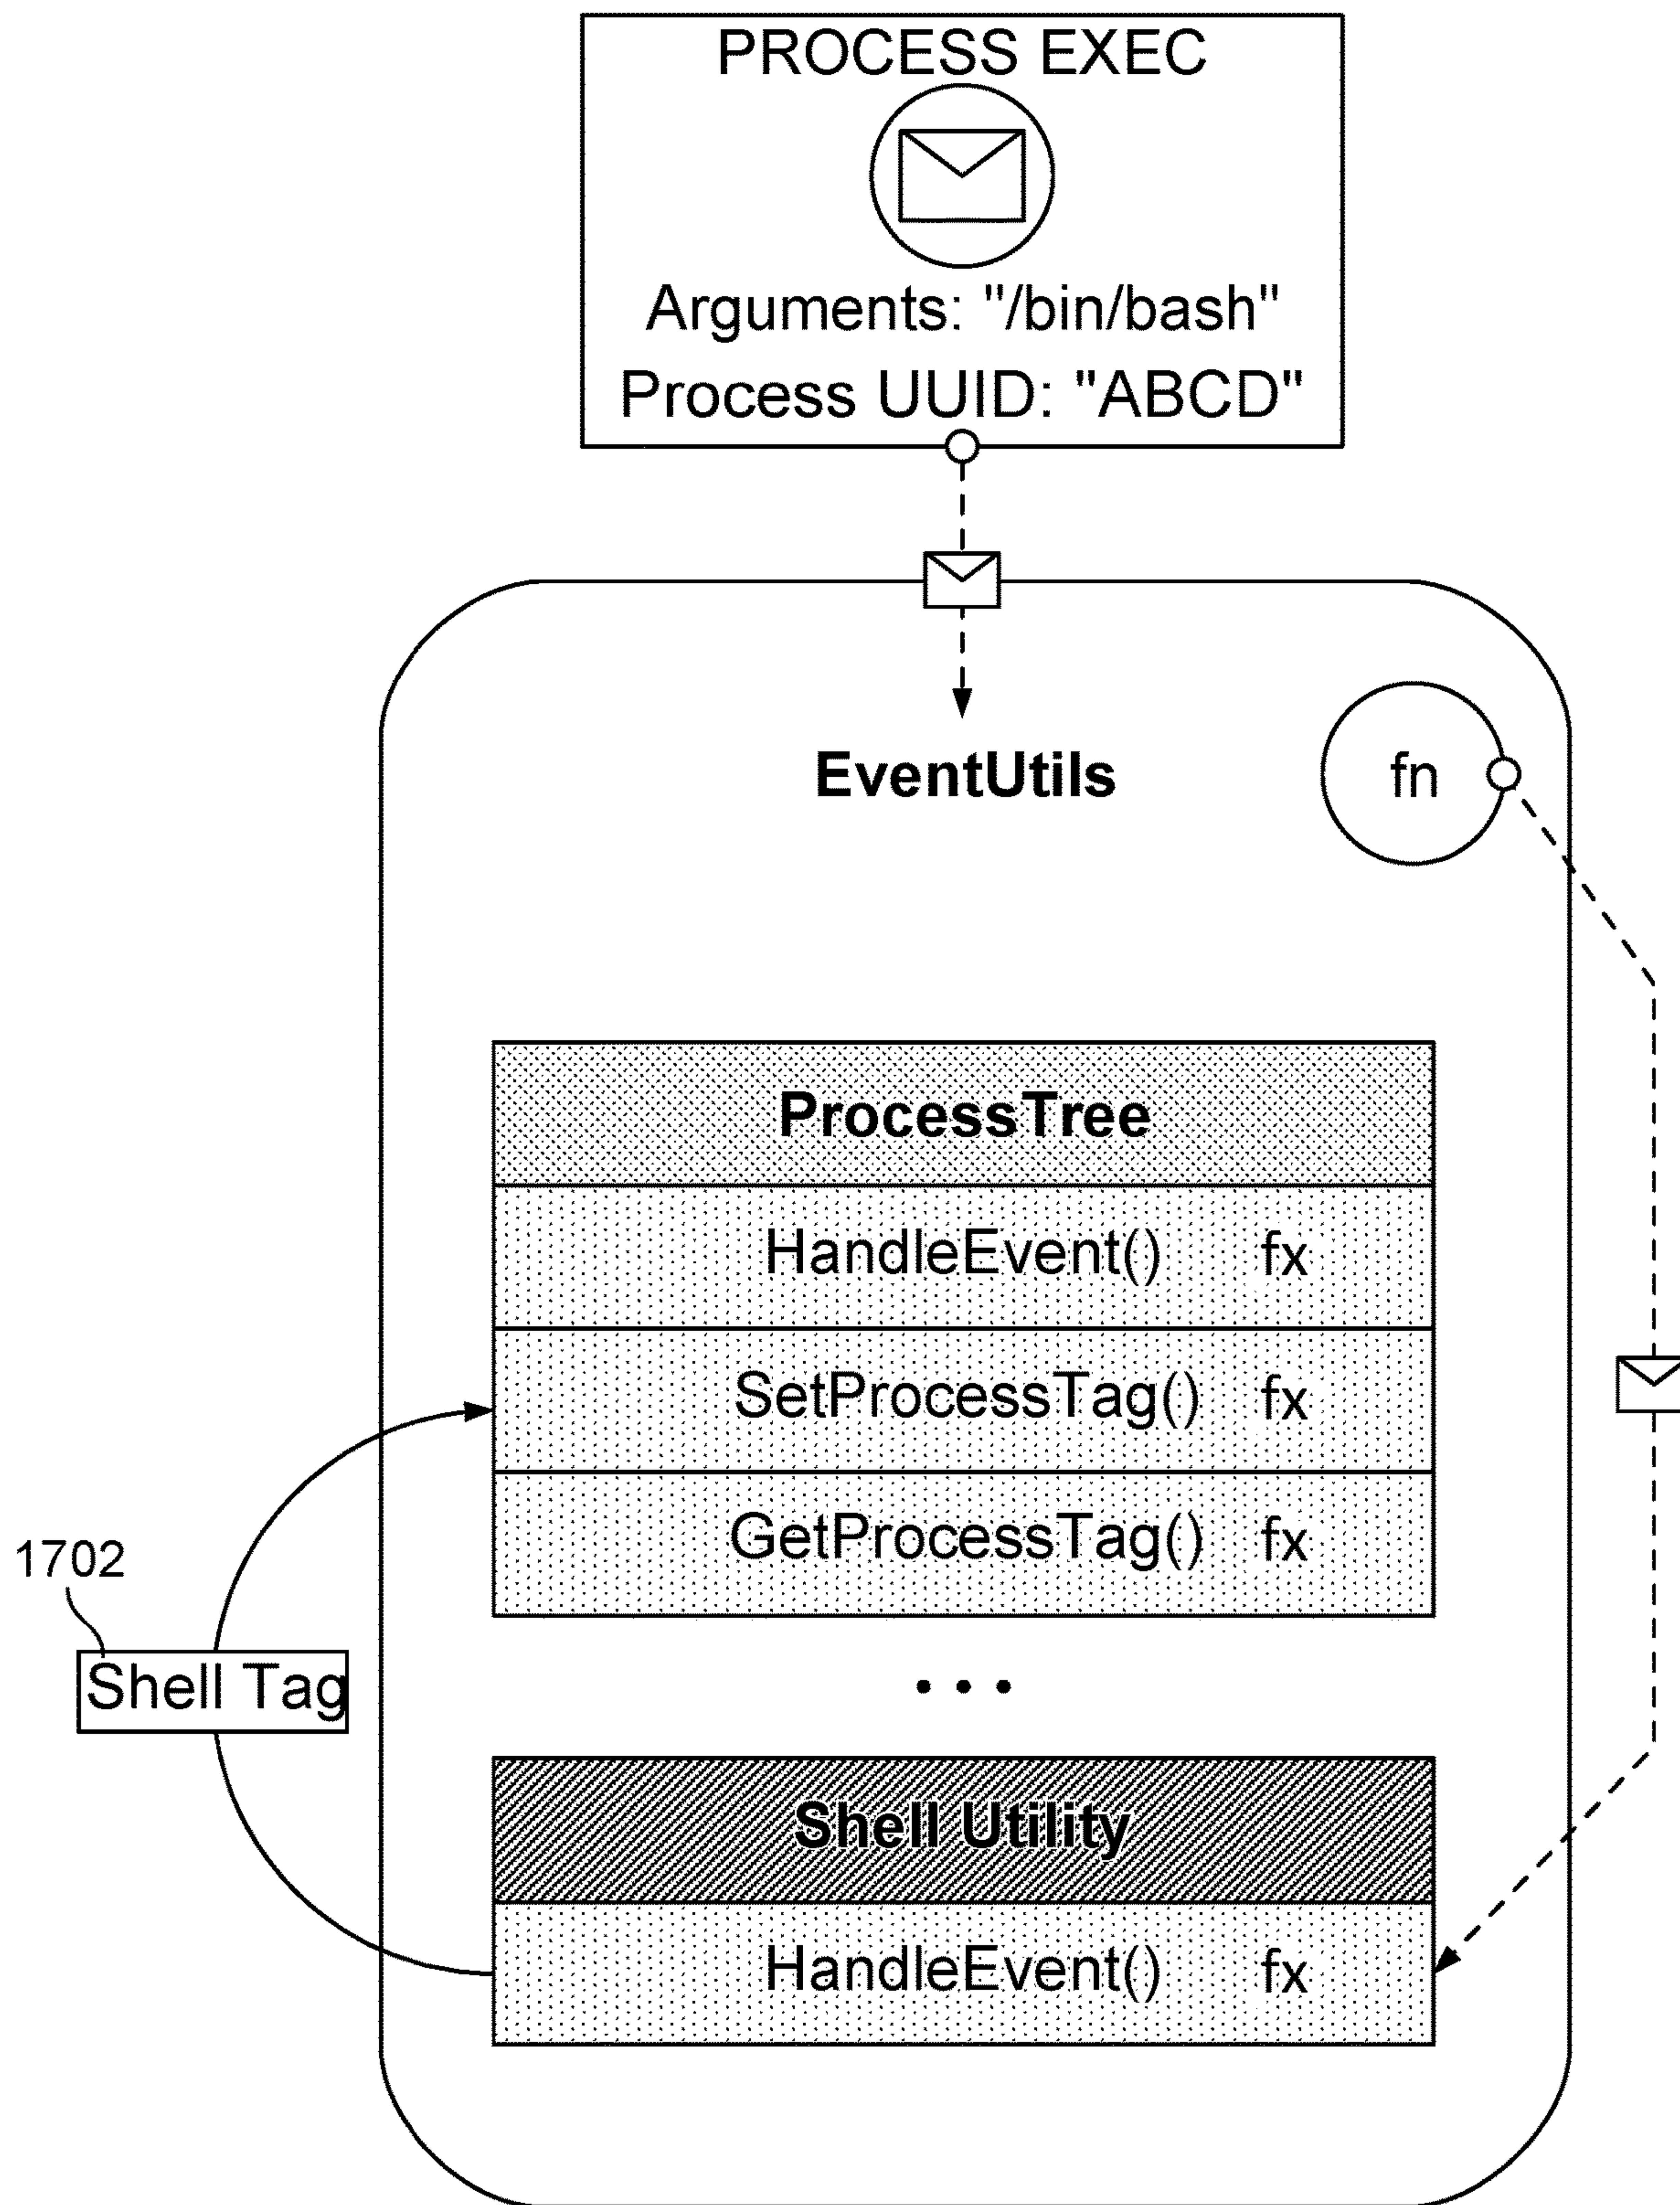 PROCESS EXEC
Arguments: "/bin/bash"
Process UUID: "ABCD"
EventUtils
fn
ProcessTree
HandleEvent() fx
SetProcessTag() fx
GetProcessTag() fx
1702
Shell Tag
...
Shell Utility
HandleEvent() fx